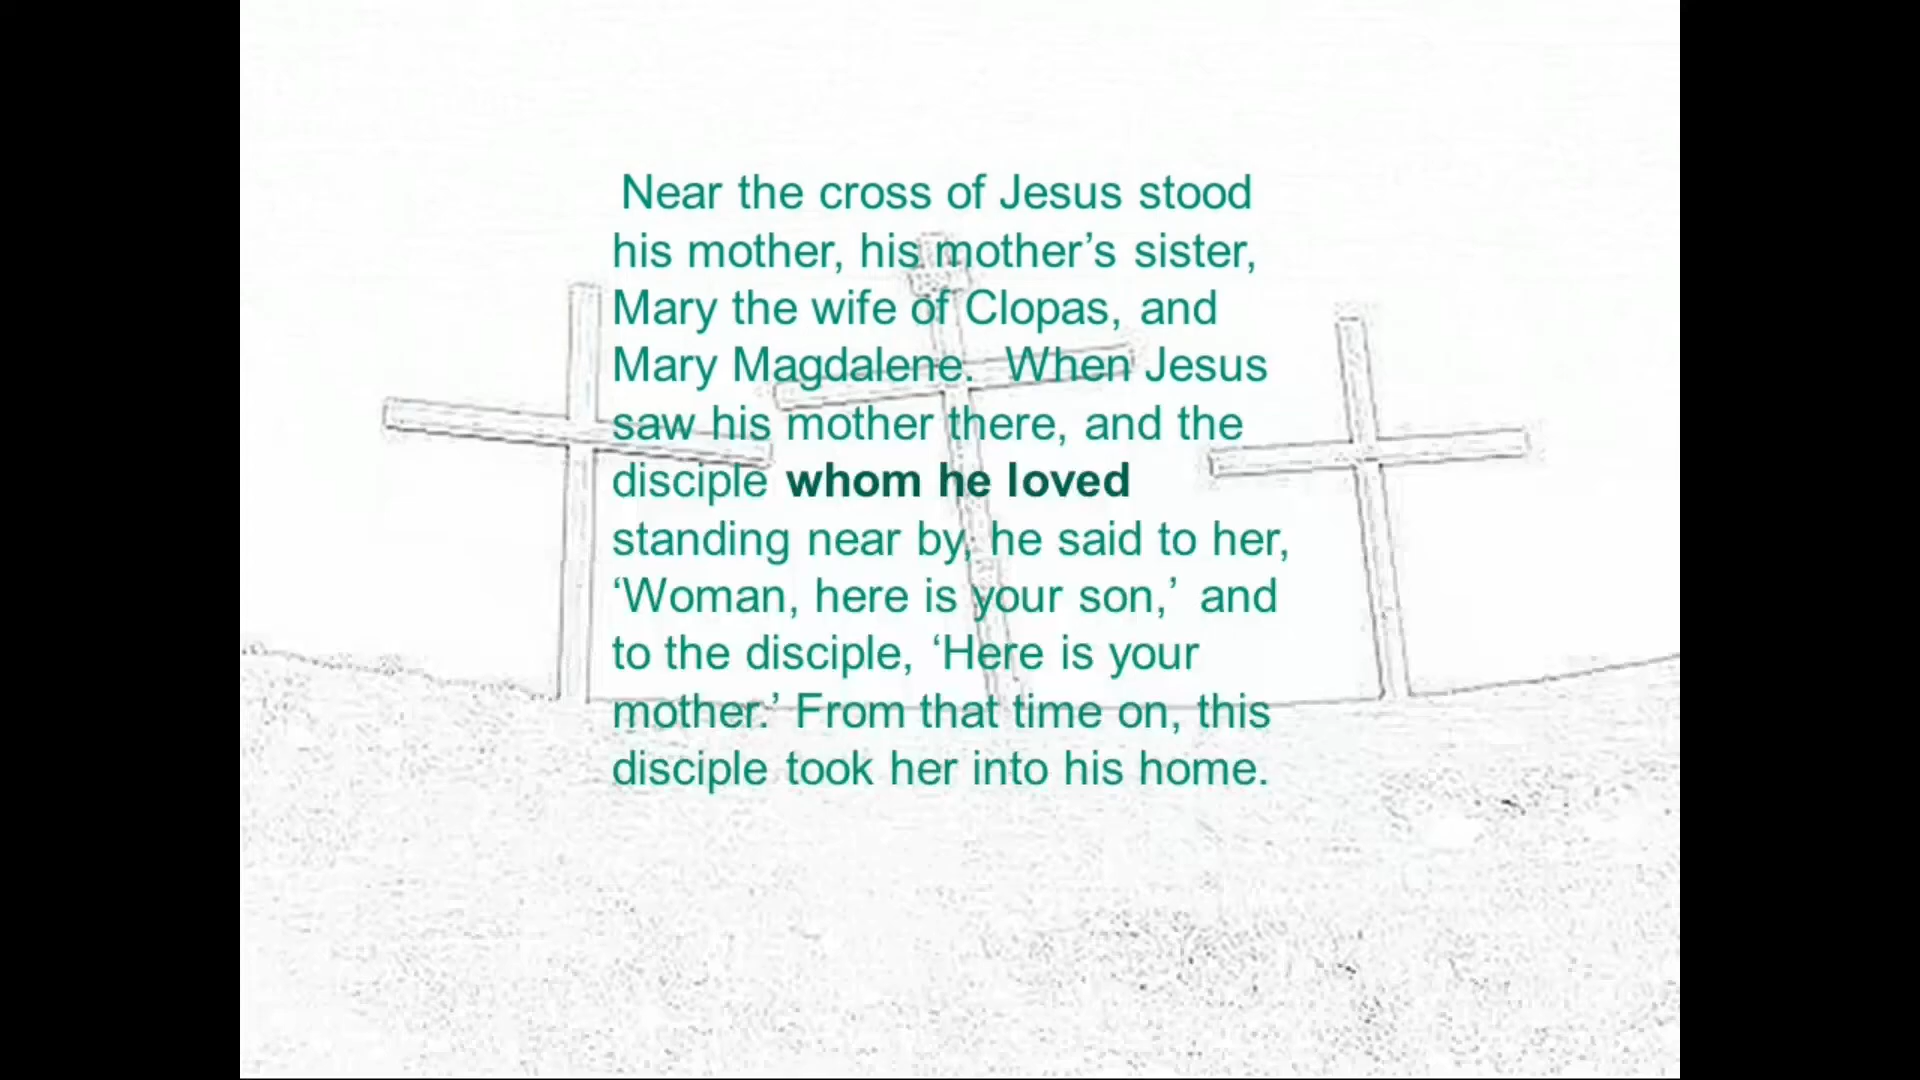 Near the cross of Jesus stood
his mother, his mother’s sister,
Mary the wife of Clopas, and
Mary Magdalene.  When Jesus
saw his mother there, and the
disciple whom he loved
standing near by, he said to her,
‘Woman, here is your son,’ and
to the disciple, ‘Here is your
mother.’ From that time on, this
disciple took her into his home.